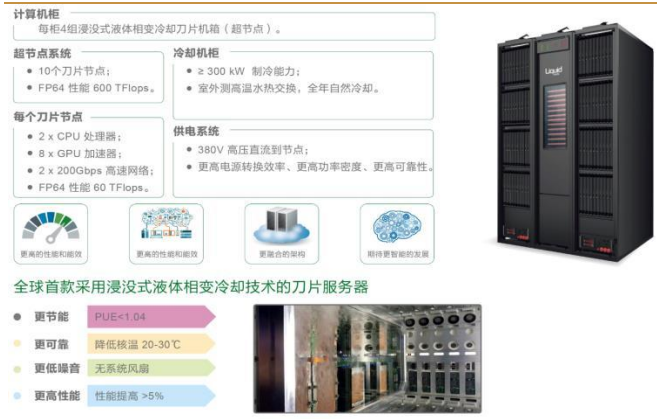 计算机柜
每柜4组浸没式液体相变冷却刀片机箱（超节点）。
超节点系统
• 10个刀片节点；
• FP64 性能 600 TFlops。
冷却机柜
• ≥ 300 kW 制冷能力；
• 室外测高温水热交换，全年自然冷却。
每个刀片节点
• 2 x CPU 处理器；
• 8 x GPU 加速器；
• 2 x 200Gbps 高速网络；
• FP64 性能 60 TFlops。
供电系统
• 380V 高压直流到节点；
• 更高电源转换效率、更高功率密度、更高可靠性。
Liquid
更高的性能和能效
更高的性能和能效
更融合的架构
期待更智能的发展
全球首款采用浸没式液体相变冷却技术的刀片服务器
• 更节能 PUE<1.04
• 更可靠 降低核温 20-30℃
• 更低噪音 无系统风扇
• 更高性能 性能提高 >5%